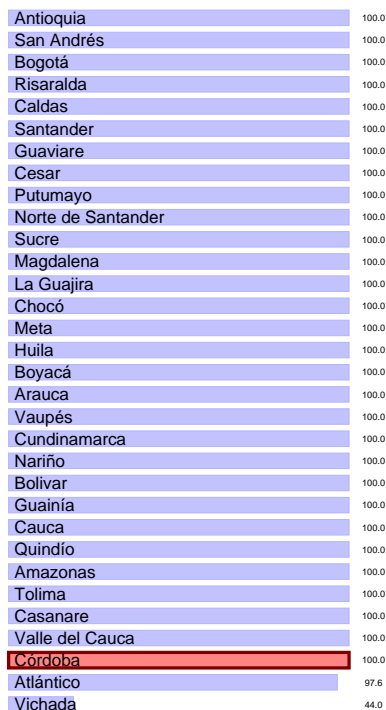 Antioquia 100.0
San Andrés 100.0
Bogotá 100.0
Risaralda 100.0
Caldas 100.0
Santander 100.0
Guaviare 100.0
Cesar 100.0
Putumayo 100.0
Norte de Santander 100.0
Sucre 100.0
Magdalena 100.0
La Guajira 100.0
Chocó 100.0
Meta 100.0
Huila 100.0
Boyacá 100.0
Arauca 100.0
Vaupés 100.0
Cundinamarca 100.0
Nariño 100.0
Bolivar 100.0
Guainía 100.0
Cauca 100.0
Quindío 100.0
Amazonas 100.0
Tolima 100.0
Casanare 100.0
Valle del Cauca 100.0
Córdoba 100.0
Atlántico 97.6
Vichada 44.0